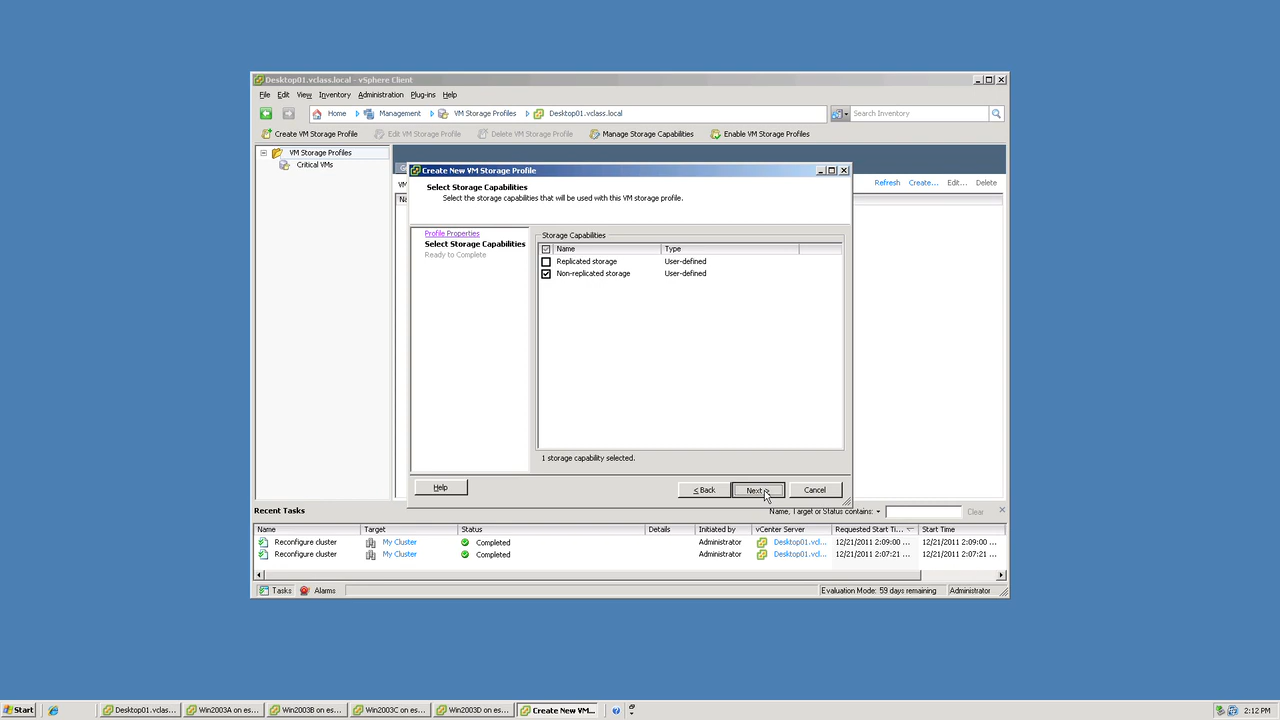 Desktop01.vclass.local - vSphere Client
File Edit View Inventory Administration Plug-ins Help
Home Management VM Storage Profiles Desktop01.vclass.local Search Inventory
Create VM Storage Profile Edit VM Storage Profile Delete VM Storage Profile Manage Storage Capabilities Enable VM Storage Profiles
VM Storage Profiles
Critical VMs
Refresh Create... Edit... Delete
Create New VM Storage Profile
Select Storage Capabilities
Select the storage capabilities that will be used with this VM storage profile.
Profile Properties
Select Storage Capabilities
Ready to Complete
Storage Capabilities
Name Type
Replicated storage User-defined
Non-replicated storage User-defined
1 storage capability selected.
Help < Back Next Cancel
Recent Tasks Name, Target or Status contains: Clear
Name Target Status Details Initiated by vCenter Server Requested Start Ti... Start Time
Reconfigure cluster My Cluster Completed Administrator Desktop01.vcl... 12/21/2011 2:09:00 ... 12/21/2011 2:09:00 ...
Reconfigure cluster My Cluster Completed Administrator Desktop01.vcl... 12/21/2011 2:07:21 ... 12/21/2011 2:07:21 ...
Tasks Alarms Evaluation Mode: 59 days remaining Administrator
Start Desktop01.vclas... Win2003A on es... Win2003B on es... Win2003C on es... Win2003D on es... Create New VM... 2:12 PM